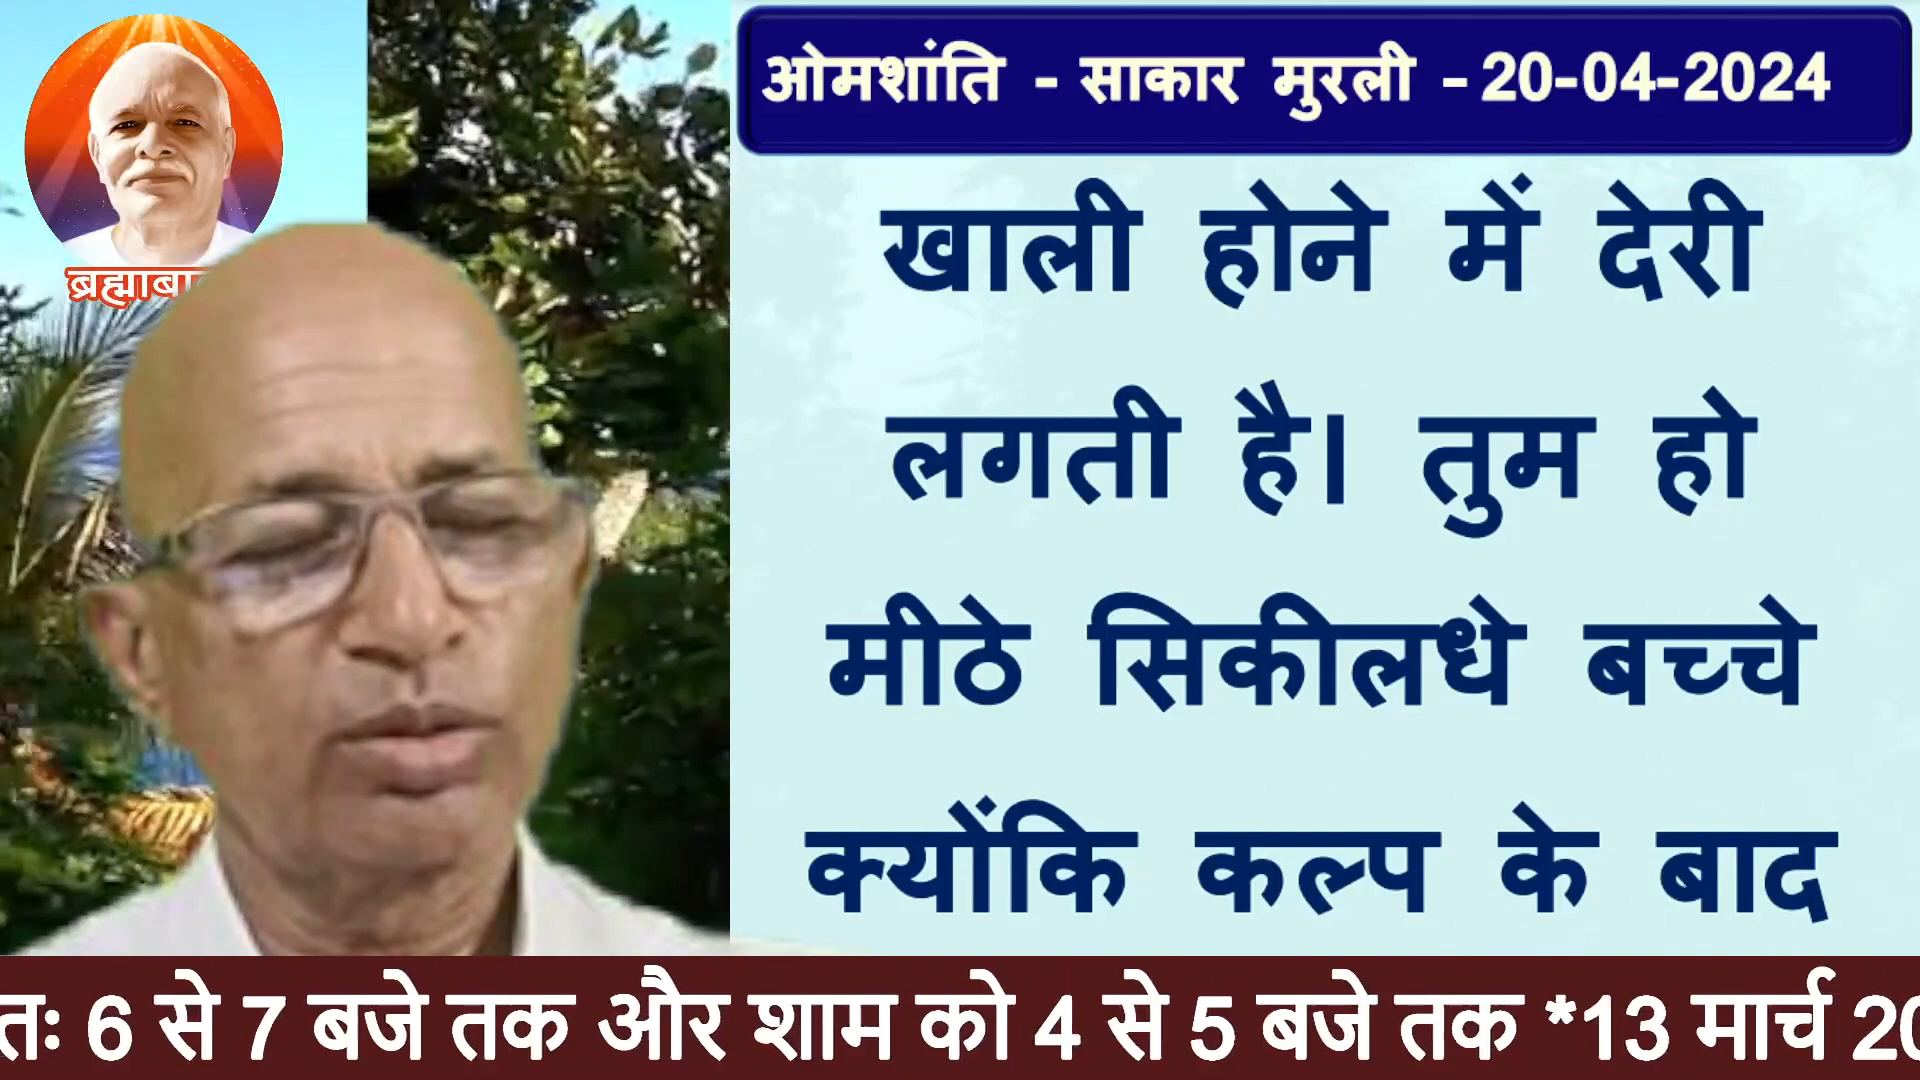 ओमशांति - साकार मुरली - 20-04-2024
खाली होने में देरी
लगती है। तुम हो
मीठे सिकीलधे बच्चे
क्योंकि कल्प के बाद
6 से 7 बजे तक और शाम को 4 से 5 बजे तक *13 मार्च